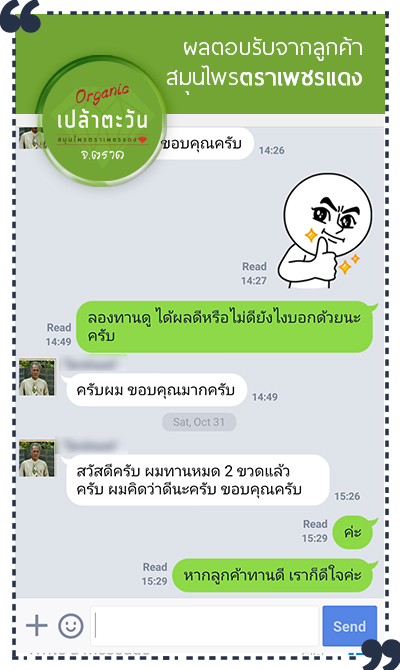 ผลตอบรับจากลูกค้า
สมุนไพรตราเพชรแดง
Organic
เปล้าตะวัน
สมุนไพรตราเพชรแดง
จ.ตราด
ขอบคุณครับ
14:26
Read
14:27
ลองทานดู ได้ผลดีหรือไม่ดียังไงบอกด้วยนะ
ครับ
Read
14:49
ครับผม ขอบคุณมากครับ
14:49
Sat, Oct 31
สวัสดีครับ ผมทานหมด 2 ขวดแล้ว
ครับ ผมคิดว่าดีนะครับ ขอบคุณครับ
15:26
Read
15:29
ค่ะ
Read
15:29
หากลูกค้าทานดี เราก็ดีใจค่ะ
Send